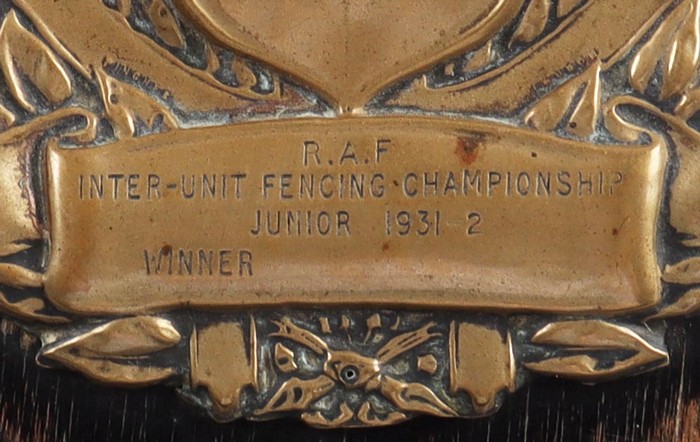 R.A.F
INTER-UNIT FENCING·CHAMPIONSHIP
JUNIOR 1931-2
WINNER